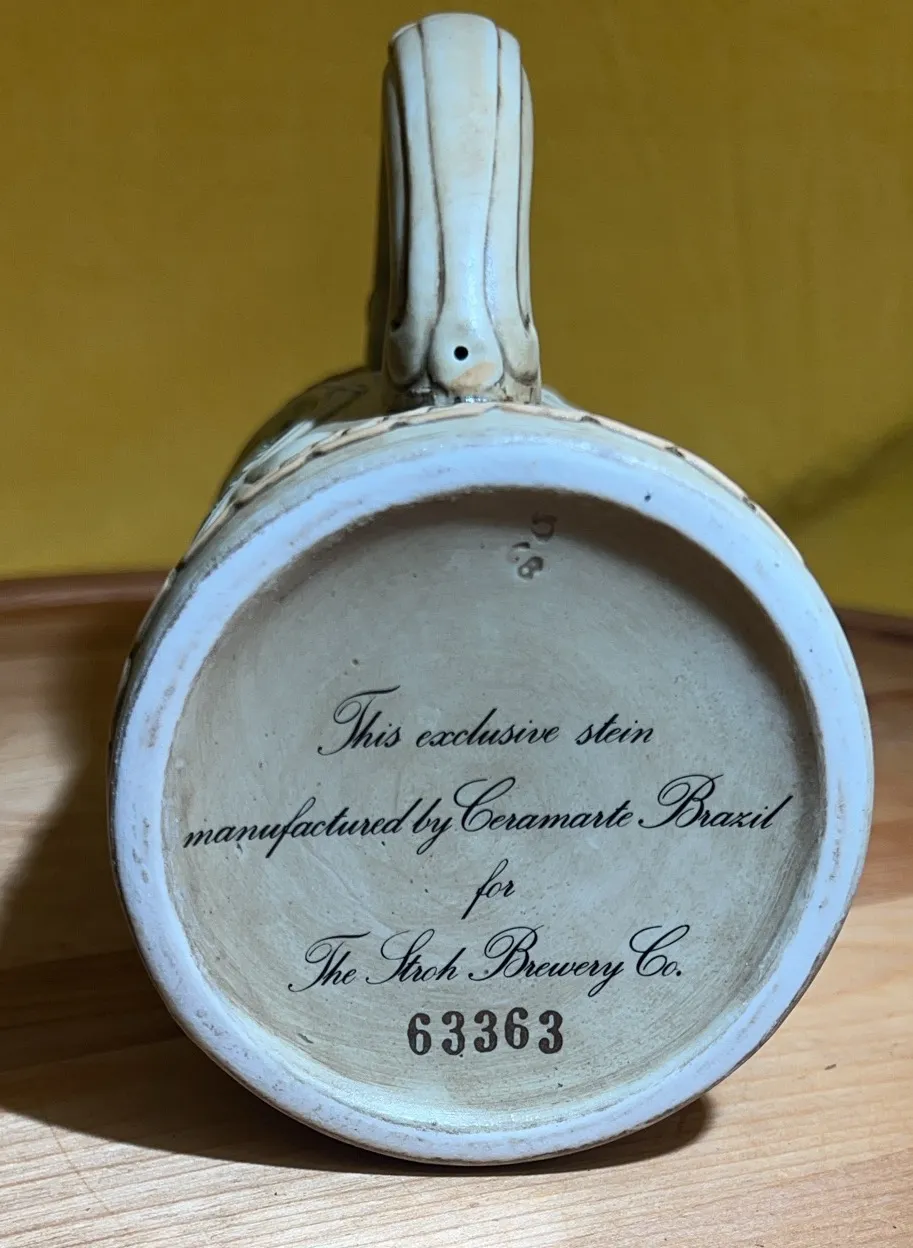 This exclusive stein
manufactured by Ceramarte Brazil
for
The Stroh Brewery Co.
63363